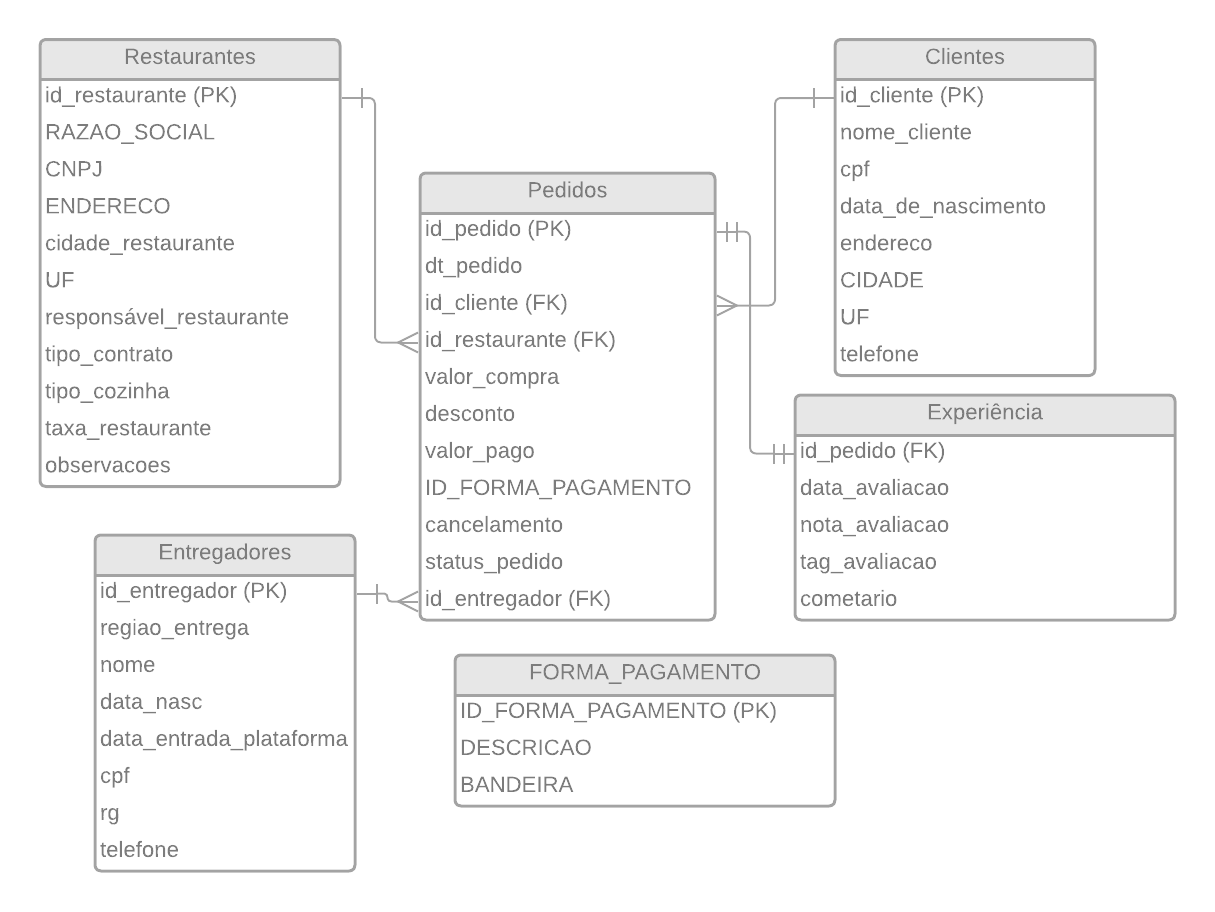 Restaurantes
id_restaurante (PK)
RAZAO_SOCIAL
CNPJ
ENDERECO
cidade_restaurante
UF
responsável_restaurante
tipo_contrato
tipo_cozinha
taxa_restaurante
observacoes
Clientes
id_cliente (PK)
nome_cliente
cpf
data_de_nascimento
endereco
CIDADE
UF
telefone
Pedidos
id_pedido (PK)
dt_pedido
id_cliente (FK)
id_restaurante (FK)
valor_compra
desconto
valor_pago
ID_FORMA_PAGAMENTO
cancelamento
status_pedido
id_entregador (FK)
Experiência
id_pedido (FK)
data_avaliacao
nota_avaliacao
tag_avaliacao
cometario
Entregadores
id_entregador (PK)
regiao_entrega
nome
data_nasc
data_entrada_plataforma
cpf
rg
telefone
FORMA_PAGAMENTO
ID_FORMA_PAGAMENTO (PK)
DESCRICAO
BANDEIRA